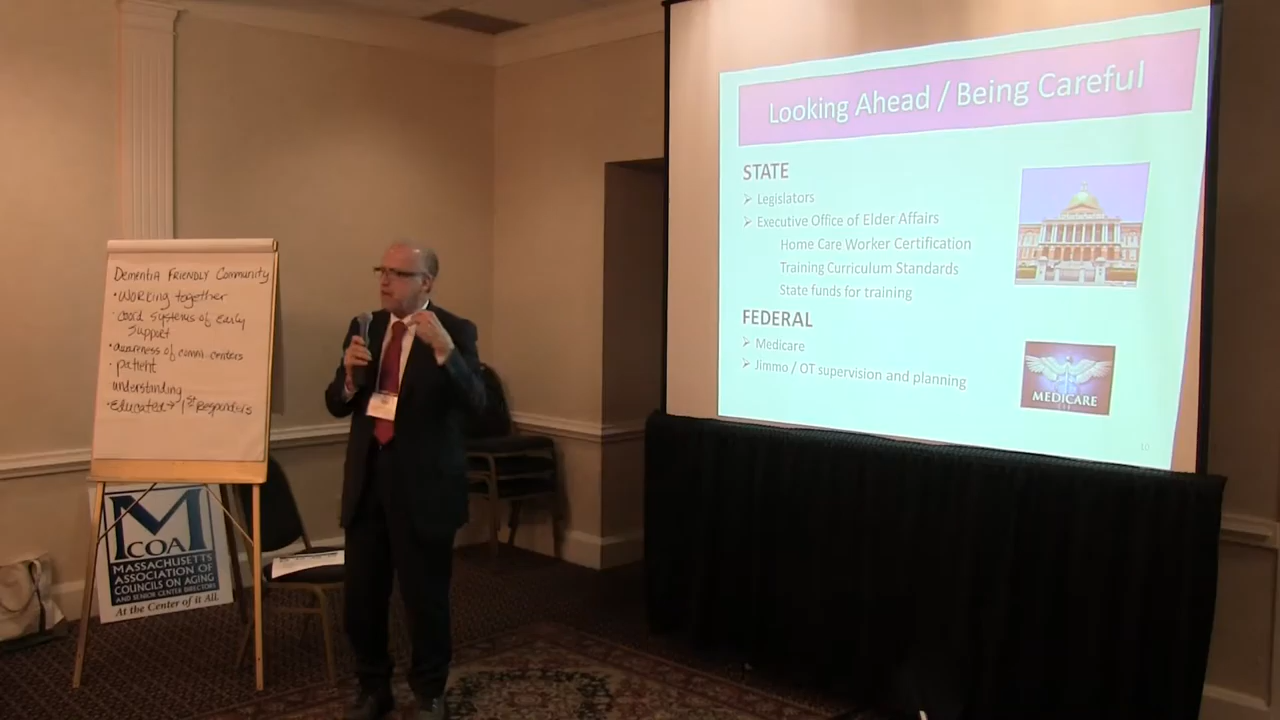 Dementia FRIENDLY Community
• WORKing together
• coord systems of Early
Support
• awareness of comm. centers
• patient
understanding
• Educated → 1st Responders
M
COA
MASSACHUSETTS
ASSOCIATION OF
COUNCILS ON AGING
AND SENIOR CENTER DIRECTORS
At the Center of It All
Looking Ahead / Being Careful
STATE
➢ Legislators
➢ Executive Office of Elder Affairs
Home Care Worker Certification
Training Curriculum Standards
State funds for training
FEDERAL
➢ Medicare
➢ Jimmo / OT supervision and planning
MEDICARE
10